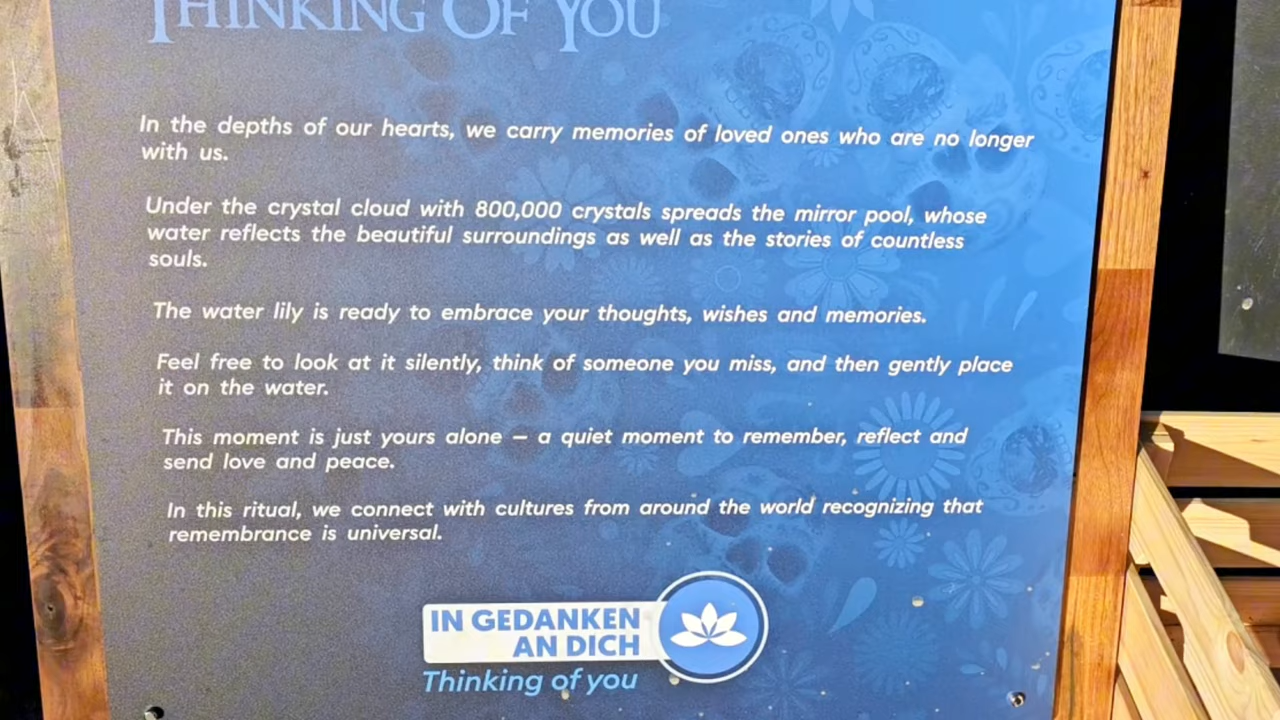 THINKING OF YOU
In the depths of our hearts, we carry memories of loved ones who are no longer
with us.
Under the crystal cloud with 800,000 crystals spreads the mirror pool, whose
water reflects the beautiful surroundings as well as the stories of countless
souls.
The water lily is ready to embrace your thoughts, wishes and memories.
Feel free to look at it silently, think of someone you miss, and then gently place
it on the water.
This moment is just yours alone – a quiet moment to remember, reflect and
send love and peace.
In this ritual, we connect with cultures from around the world recognizing that
remembrance is universal.
IN GEDANKEN
AN DICH
Thinking of you